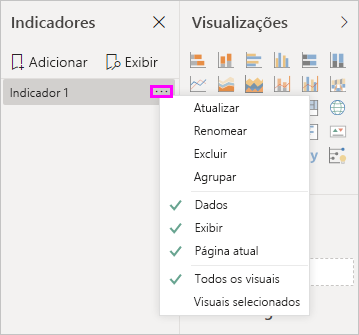 Indicadores
Visualizações
Adicionar
Exibir
Indicador 1
Atualizar
Renomear
Excluir
Agrupar
Dados
Exibir
Página atual
Todos os visuais
Visuais selecionados